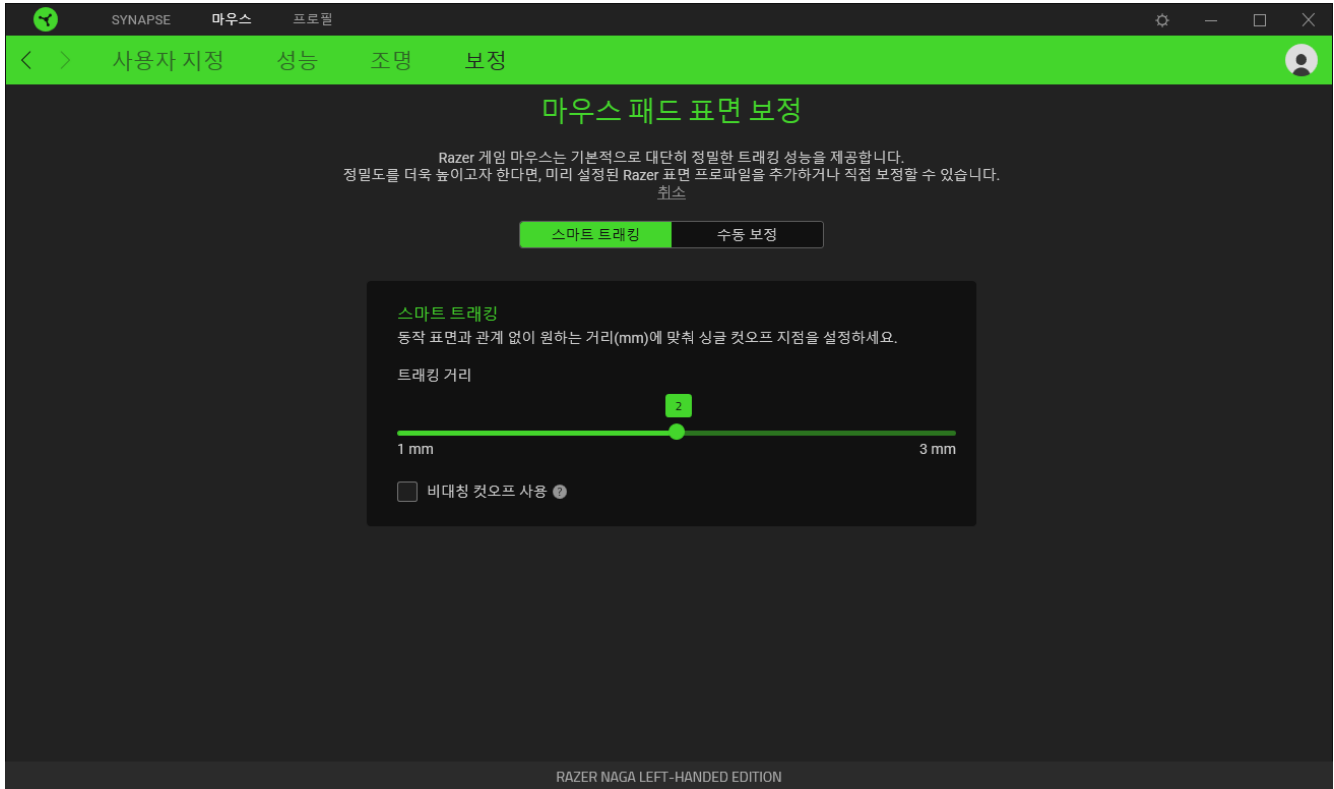 SYNAPSE 마우스 프로필
사용자 지정 성능 조명 보정
마우스 패드 표면 보정
Razer 게임 마우스는 기본적으로 대단히 정밀한 트래킹 성능을 제공합니다.
정밀도를 더욱 높이고자 한다면, 미리 설정된 Razer 표면 프로파일을 추가하거나 직접 보정할 수 있습니다.
취소
스마트 트래킹 수동 보정
스마트 트래킹
동작 표면과 관계 없이 원하는 거리(mm)에 맞춰 싱글 컷오프 지점을 설정하세요.
트래킹 거리
2
1 mm 3 mm
비대칭 컷오프 사용 ?
RAZER NAGA LEFT-HANDED EDITION